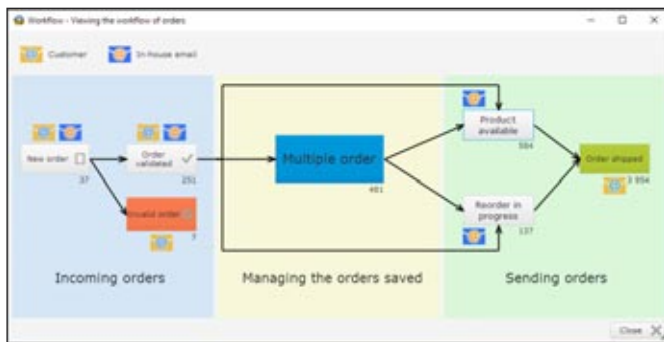 Workflow - Viewing the workflow of orders
Customer
In-house email
New order
37
Order
validated
251
Invalid order
7
Multiple order
481
Product
available
584
Reorder in
progress
137
Order shipped
3 954
Incoming orders
Managing the orders saved
Sending orders
Close